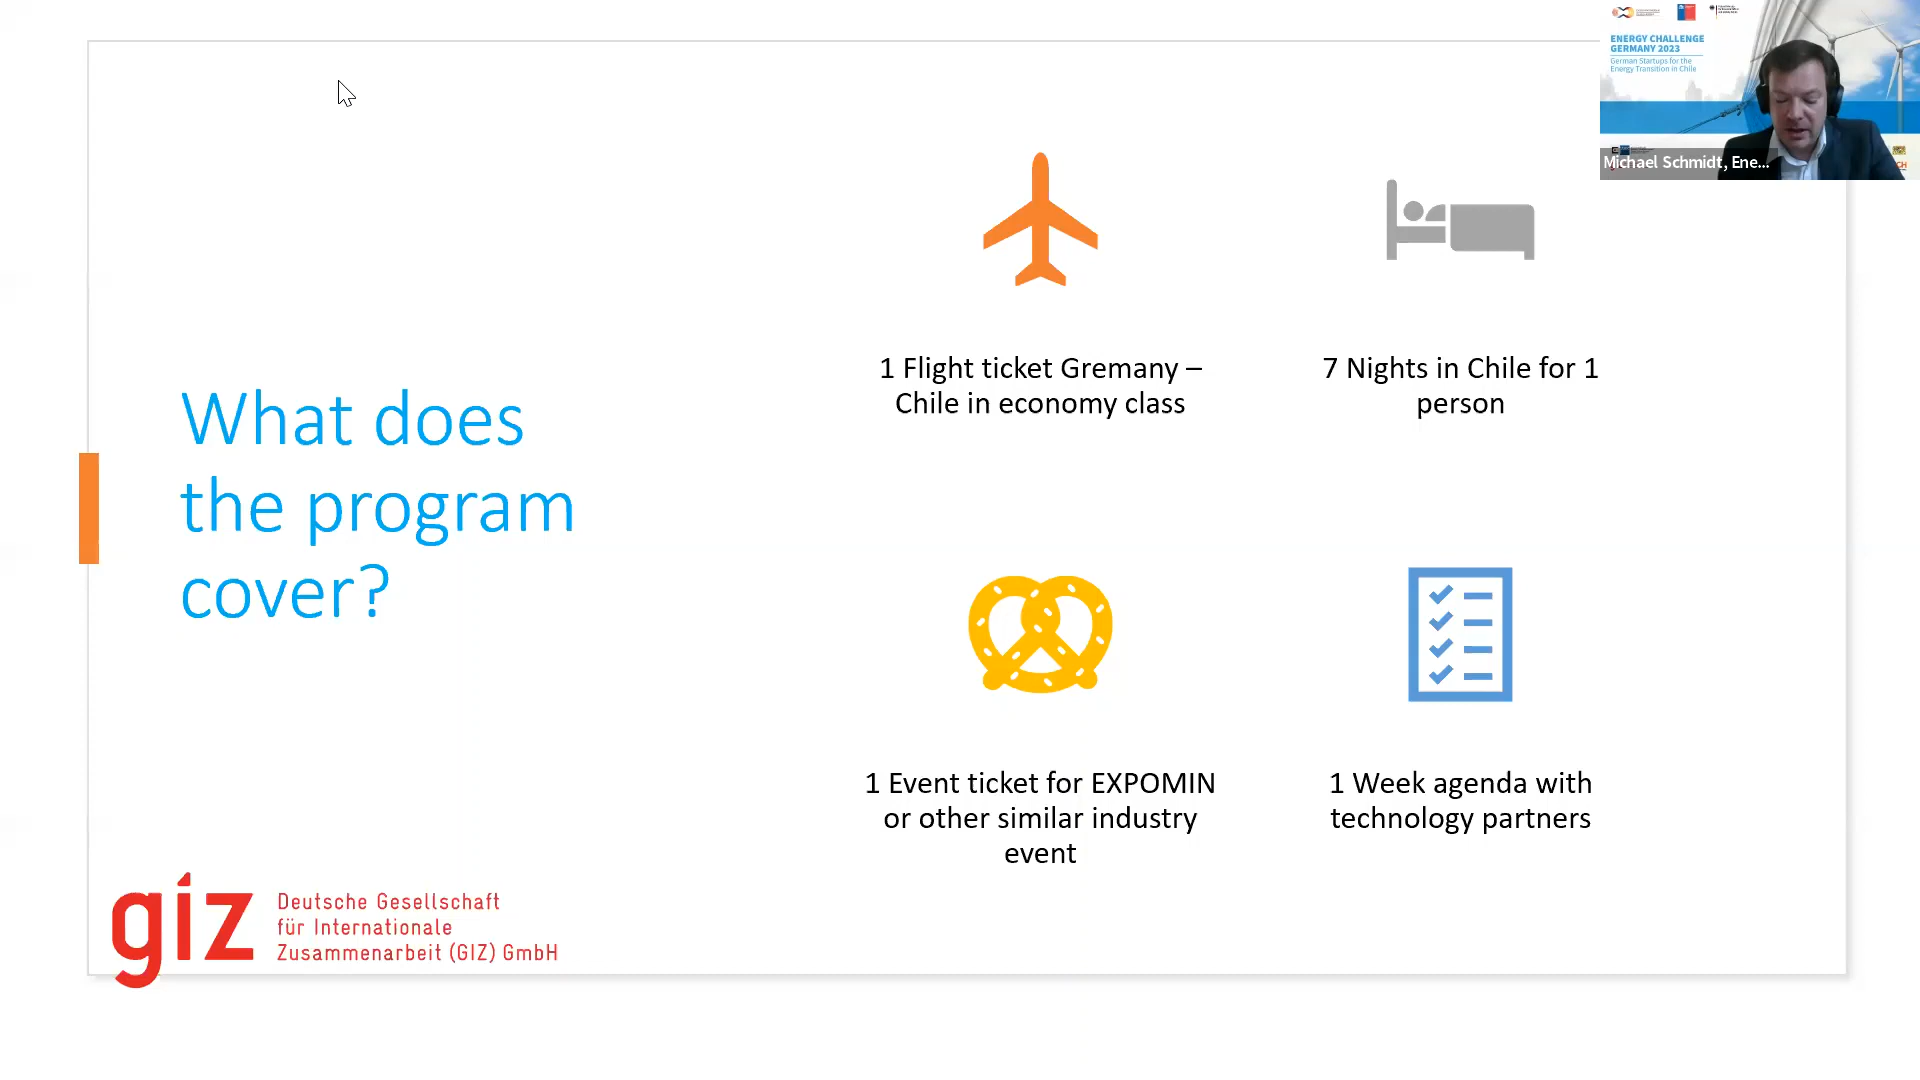 ENERGY CHALLENGE
GERMANY 2023
German Startups for the
Energy Transition in Chile
Michael Schmidt, Ene...
1 Flight ticket Gremany –
Chile in economy class
7 Nights in Chile for 1
person
What does
the program
cover?
1 Event ticket for EXPOMIN
or other similar industry
event
1 Week agenda with
technology partners
giz
Deutsche Gesellschaft
für Internationale
Zusammenarbeit (GIZ) GmbH